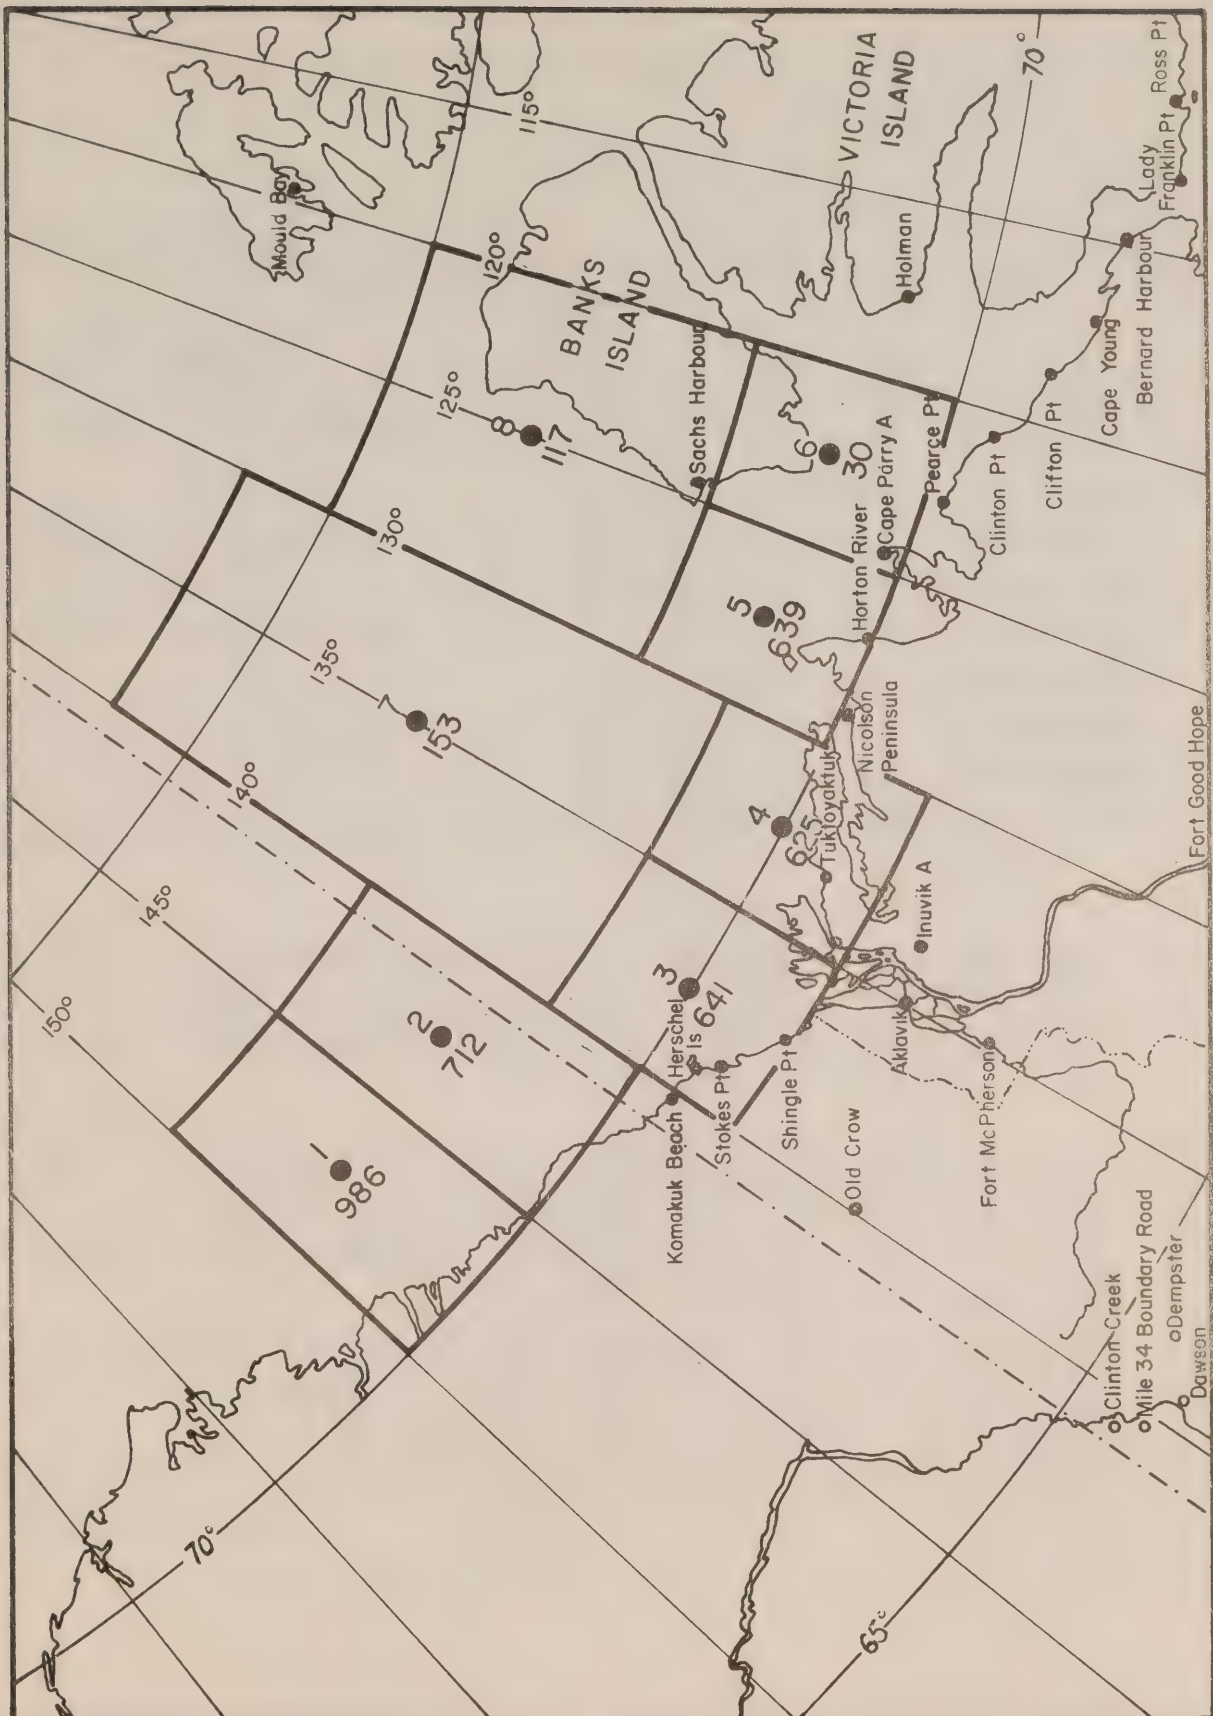 Mould Bay
115°
VICTORIA
ISLAND
70°
Ross Pt
Lady
Franklin Pt
120°
BANKS
ISLAND
Holman
Bernard Harbour
Cape Young
Clifton Pt
Clinton Pt
Pearce Pt
Sachs Harbour
125°
8
117
6
30
Cape Parry A
Horton River
130°
5
639
Nicolson
Peninsula
135°
7
153
4
625
Tuktoyaktuk
Fort Good Hope
Inuvik A
140°
145°
150°
3
641
Herschel
Is
2
712
Komakuk Beach
Stokes Pt
Shingle Pt
Aklavik
Fort McPherson
Old Crow
1
986
Clinton Creek
Mile 34 Boundary Road
Dempster
Dawson
70°
65°